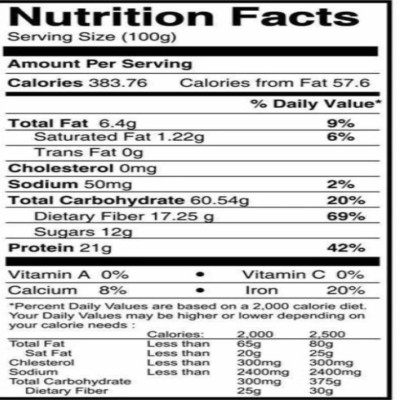 Nutrition Facts
Serving Size (100g)
Amount Per Serving
Calories 383.76 Calories from Fat 57.6
% Daily Value*
Total Fat 6.4g 9%
Saturated Fat 1.22g 6%
Trans Fat 0g
Cholesterol 0mg
Sodium 50mg 2%
Total Carbohydrate 60.54g 20%
Dietary Fiber 17.25 g 69%
Sugars 12g
Protein 21g 42%
Vitamin A 0% • Vitamin C 0%
Calcium 8% • Iron 20%
*Percent Daily Values are based on a 2,000 calorie diet.
Your Daily Values may be higher or lower depending on
your calorie needs :
Calories: 2,000 2,500
Total Fat Less than 65g 80g
Sat Fat Less than 20g 25g
Chlesterol Less than 300mg 300mg
Sodium Less than 2400mg 2400mg
Total Carbohydrate 300mg 375g
Dietary Fiber 25g 30g